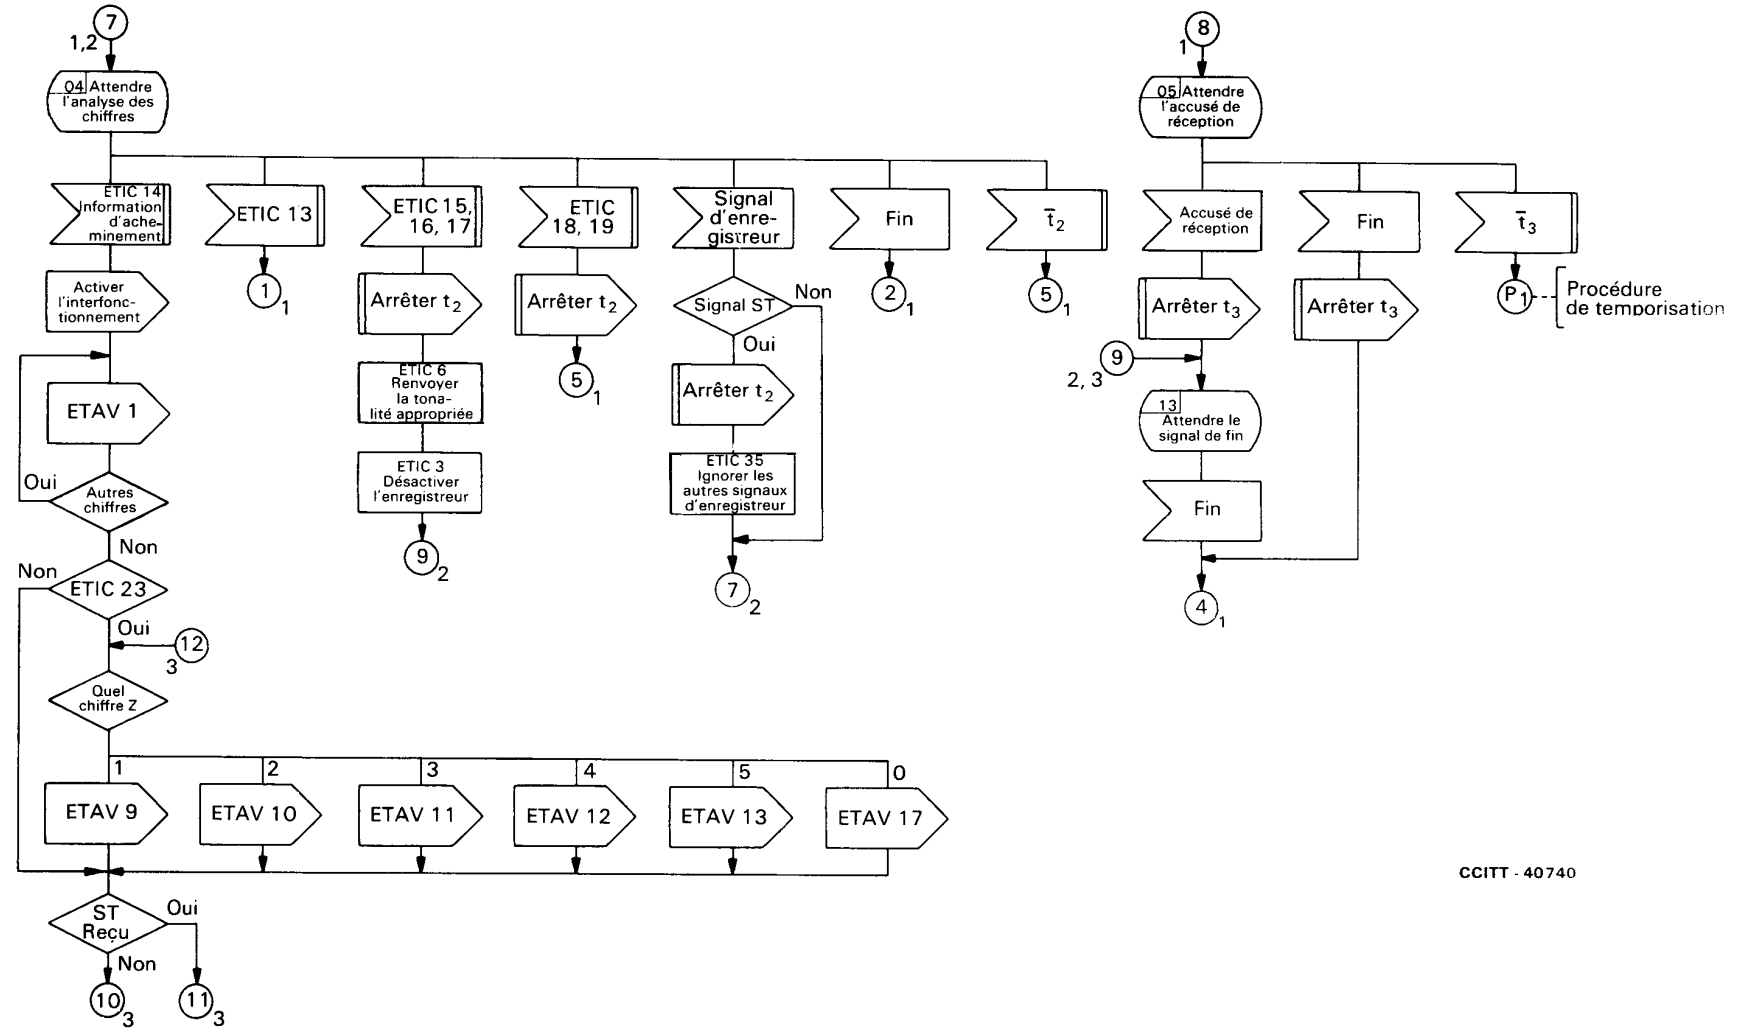 7
1,2
04 Attendre
l'analyse des
chiffres
ETIC 14
Information
d'ache-
minement
ETIC 13
ETIC 15,
16, 17
ETIC
18, 19
Signal
d'enre-
gistreur
Fin
t̅2
Activer
l'interfonc-
tionnement
1
1
Arrêter t2
Arrêter t2
Signal ST
Non
Oui
2
1
5
1
ETAV 1
ETIC 6
Renvoyer
la tona-
lité appropriée
5
1
Arrêter t2
Oui
Autres
chiffres
Non
ETIC 3
Désactiver
l'enregistreur
ETIC 35
Ignorer les
autres signaux
d'enregistreur
9
2
7
2
Non
ETIC 23
Oui
12
3
Quel
chiffre Z
1
2
3
4
5
0
ETAV 9
ETAV 10
ETAV 11
ETAV 12
ETAV 13
ETAV 17
ST
Reçu
Oui
Non
10
3
11
3
8
1
05 Attendre
l'accusé de
réception
Accusé de
réception
Fin
t̅3
Arrêter t3
Arrêter t3
P1
Procédure
de temporisation
9
2, 3
13
Attendre le
signal de fin
Fin
4
1
CCITT - 40740